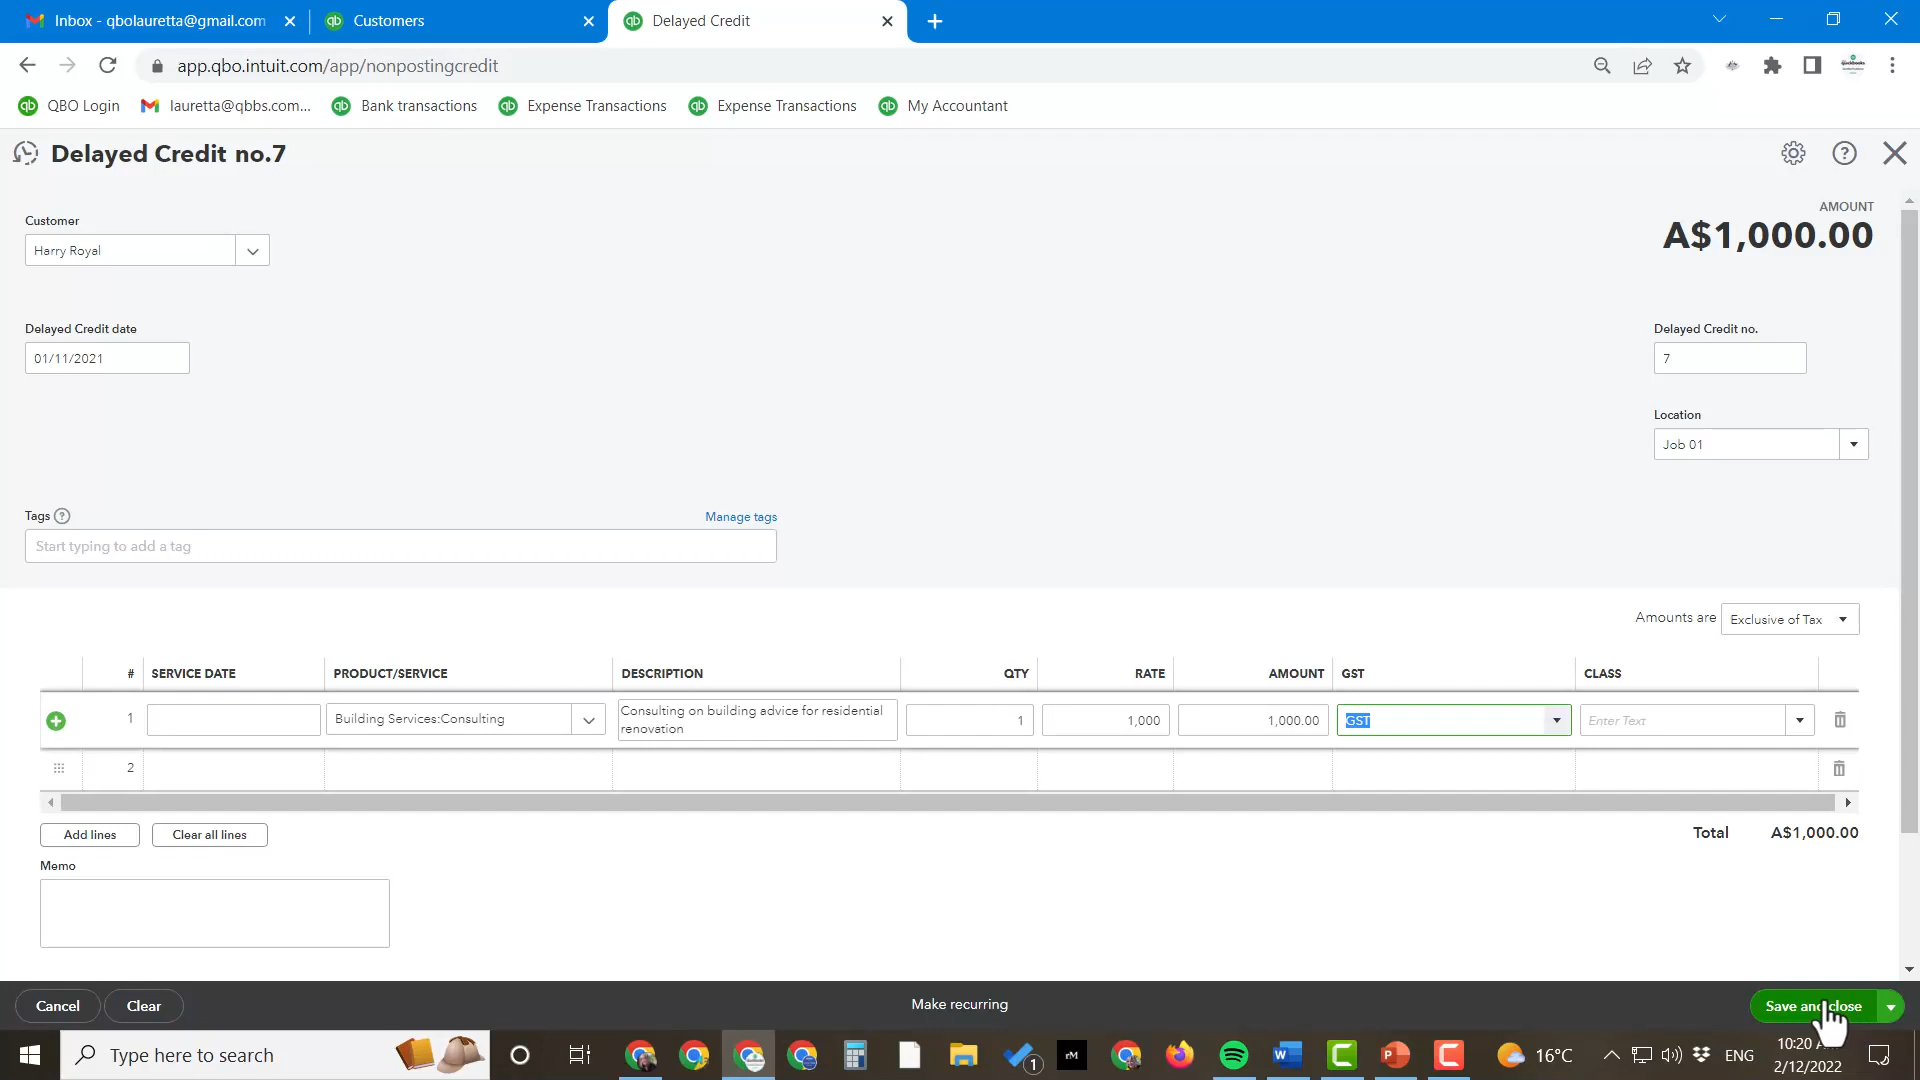 Inbox - qbolauretta@gmail.com
Customers
Delayed Credit
app.qbo.intuit.com/app/nonpostingcredit
QBO Login
lauretta@qbbs.com...
Bank transactions
Expense Transactions
Expense Transactions
My Accountant
Delayed Credit no.7
Customer
Harry Royal
AMOUNT
A$1,000.00
Delayed Credit date
01/11/2021
Delayed Credit no.
7
Location
Job 01
Tags ?
Manage tags
Start typing to add a tag
Amounts are Exclusive of Tax
# SERVICE DATE PRODUCT/SERVICE DESCRIPTION QTY RATE AMOUNT GST CLASS
1 Building Services:Consulting
Consulting on building advice for residential
renovation
1 1,000 1,000.00 GST Enter Text
2
Add lines
Clear all lines
Total A$1,000.00
Memo
Cancel
Clear
Make recurring
Save and close
Type here to search
1
rM
16°C
ENG
10:20
2/12/2022